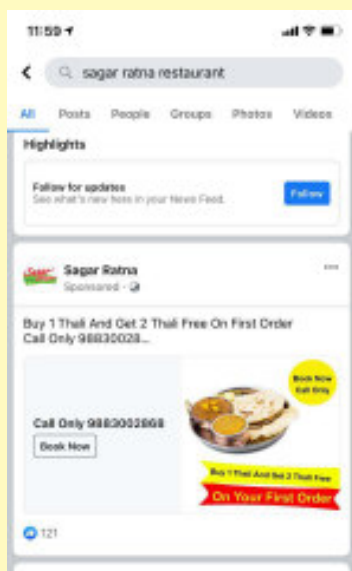 11:59
sagar ratna restaurant
All Posts People Groups Photos Videos
Highlights
Follow for updates
See what's new here in your News Feed.
Follow
Sagar Ratna
Sponsored
Buy 1 Thali And Get 2 Thali Free On First Order
Call Only 98830028...
Call Only 9883002868
Book Now
Book Now
Call Only
Buy 1 Thali And Get 2 Thali Free
On Your First Order
121